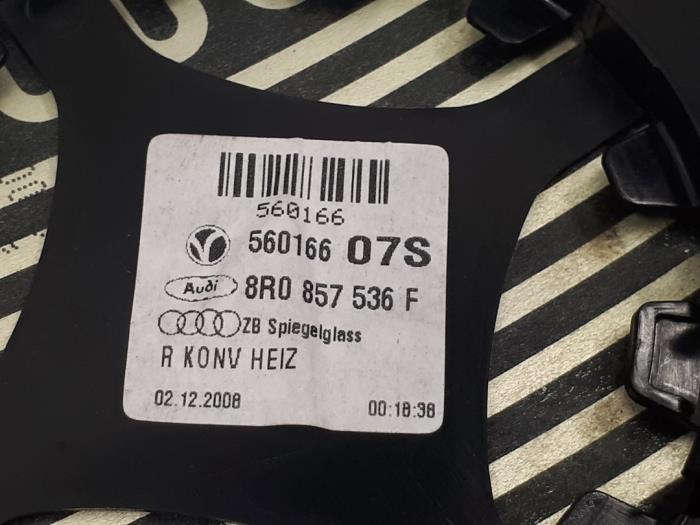 560166
560166 07S
Audi 8R0 857 536 F
ZB Spiegelglass
R KONV HEIZ
02.12.2008 00:18:38